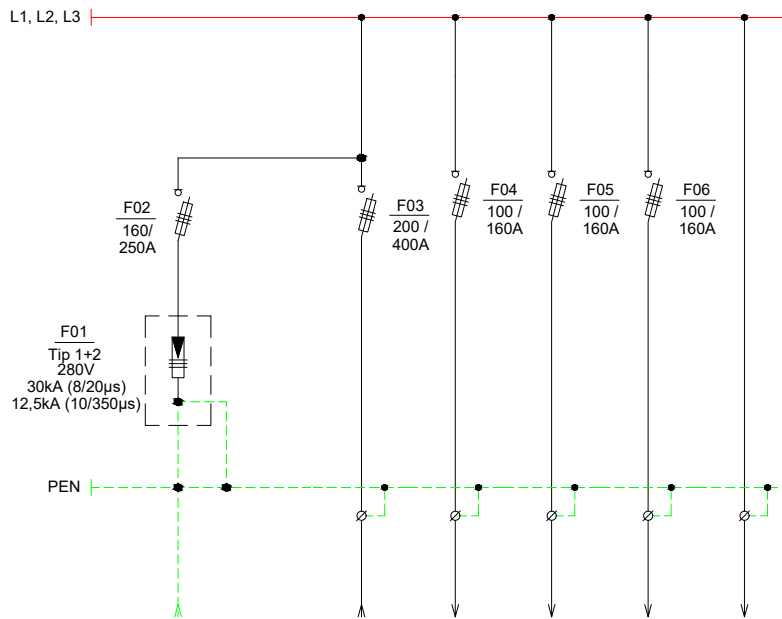 L1, L2, L3
F02
160/
250A
F03
200 /
400A
F04
100 /
160A
F05
100 /
160A
F06
100 /
160A
F01
Tip 1+2
280V
30kA (8/20µs)
12,5kA (10/350µs)
PEN